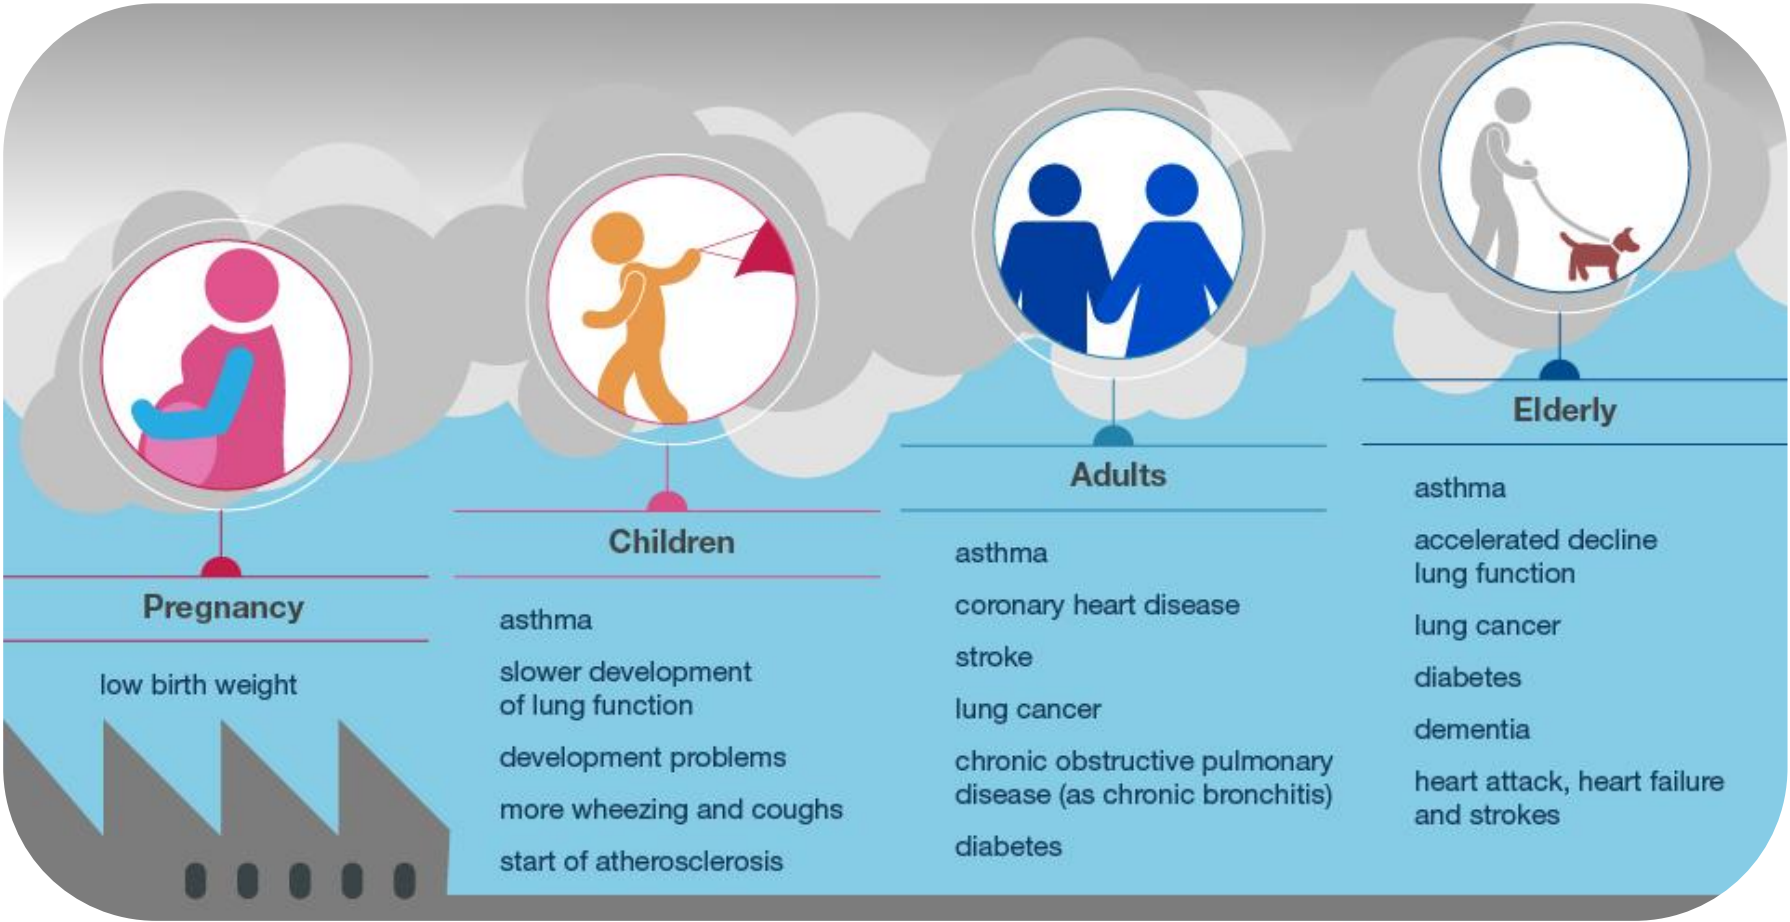 Pregnancy
low birth weight
Children
asthma
slower development
of lung function
development problems
more wheezing and coughs
start of atherosclerosis
Adults
asthma
coronary heart disease
stroke
lung cancer
chronic obstructive pulmonary
disease (as chronic bronchitis)
diabetes
Elderly
asthma
accelerated decline
lung function
lung cancer
diabetes
dementia
heart attack, heart failure
and strokes